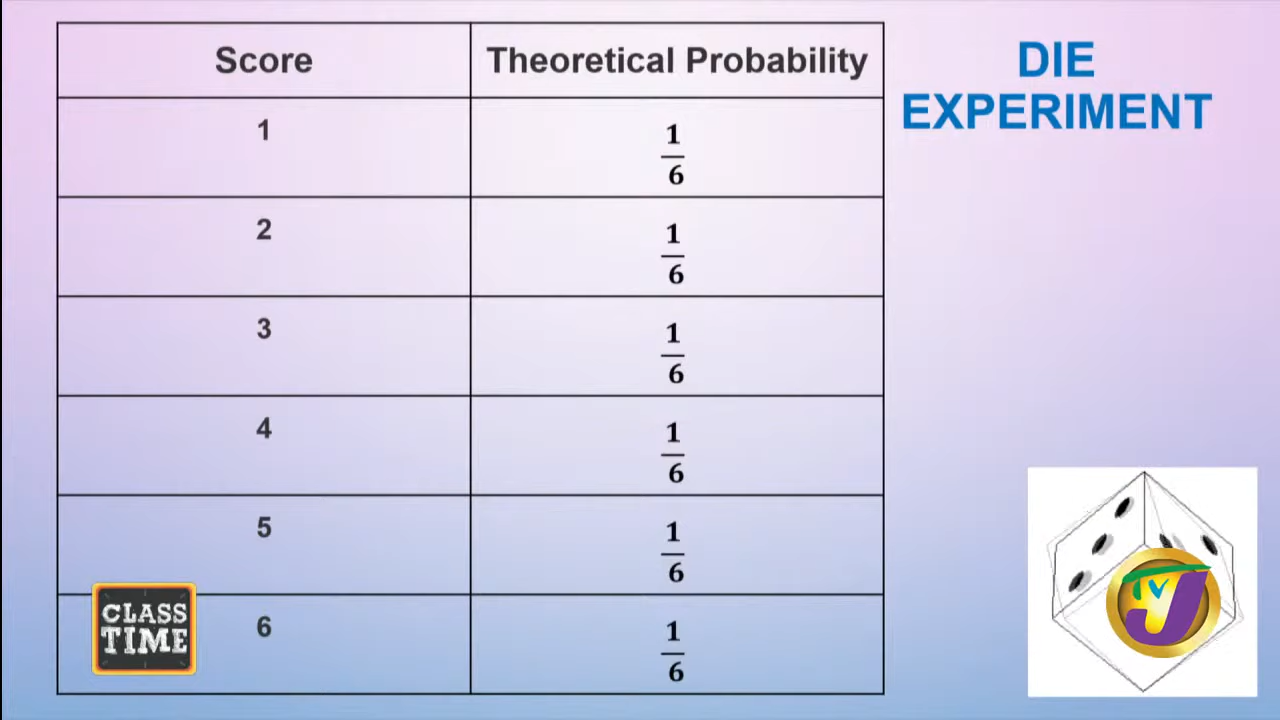 Score Theoretical Probability
DIE
EXPERIMENT
1 1/6
2 1/6
3 1/6
4 1/6
5 1/6
6 1/6
CLASS
TIME
TVJ